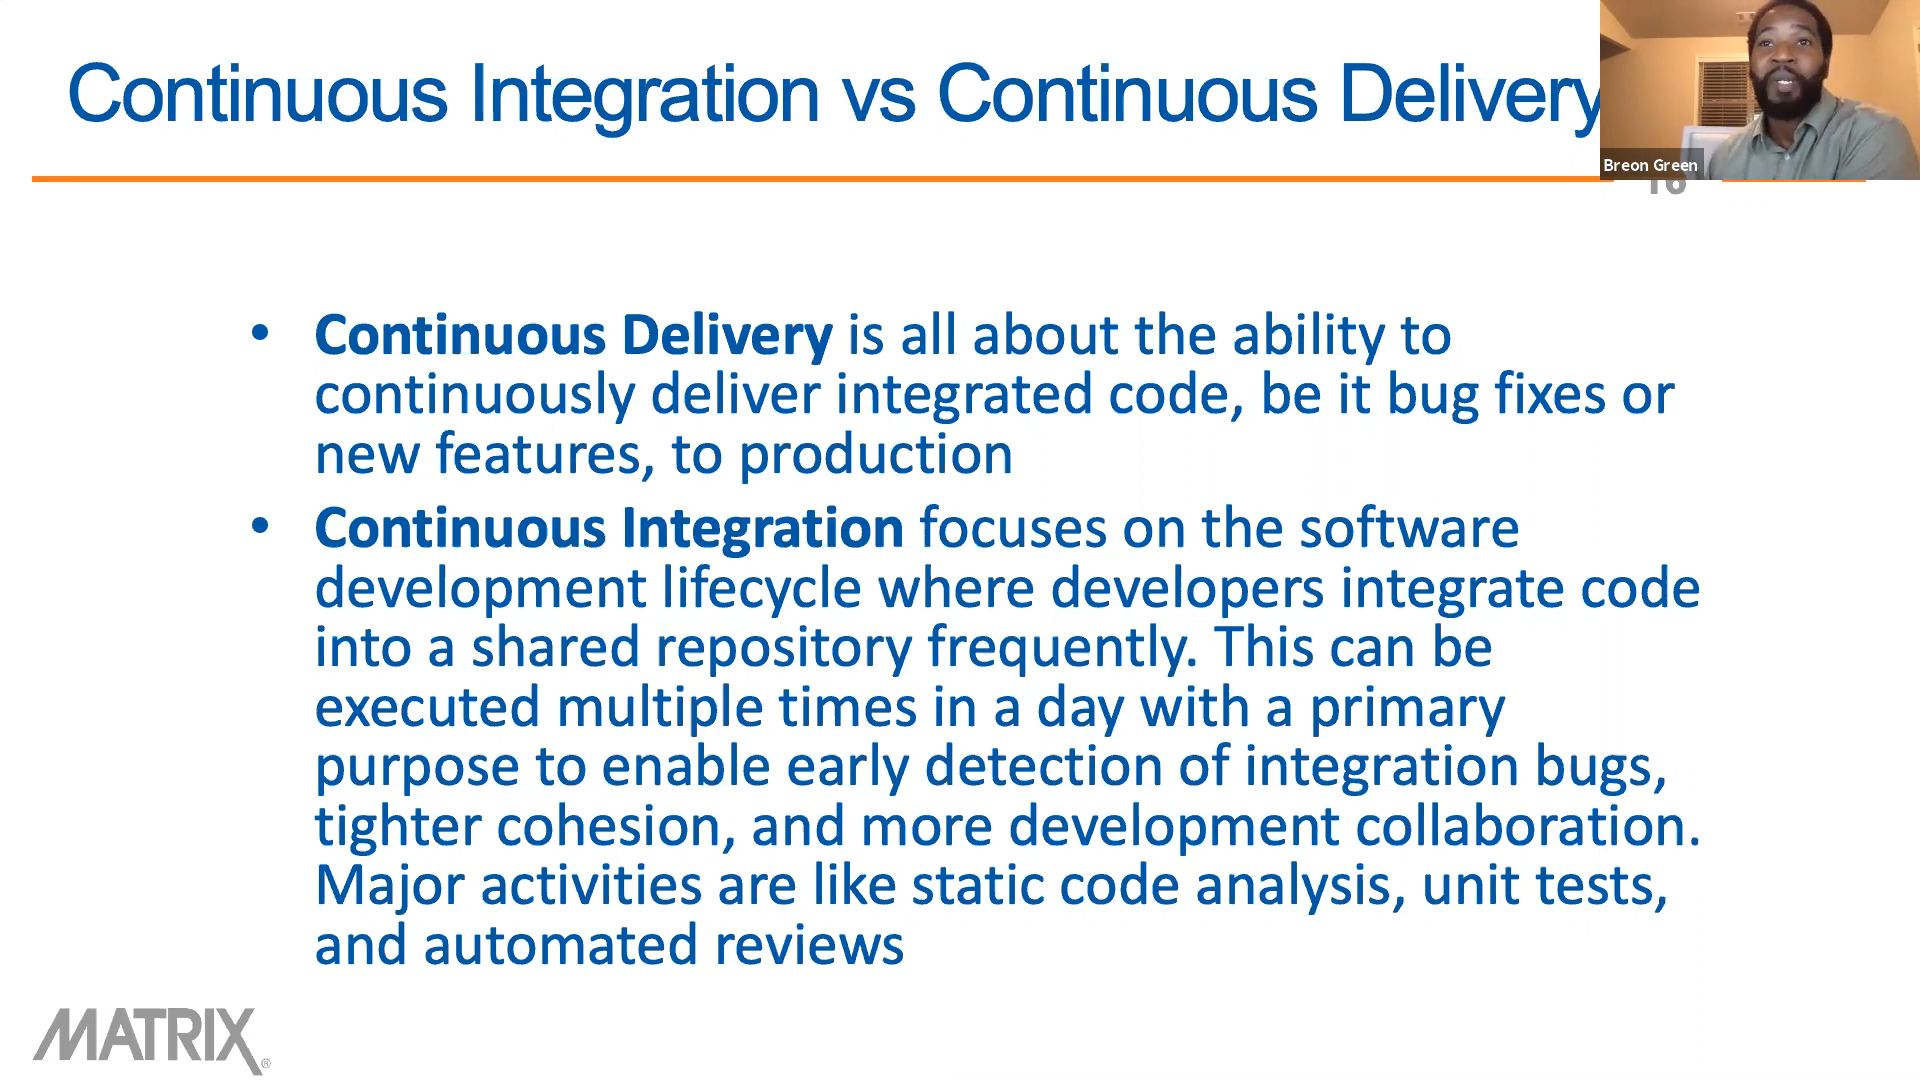 Continuous Integration vs Continuous Delivery
Breon Green
16
• Continuous Delivery is all about the ability to
continuously deliver integrated code, be it bug fixes or
new features, to production
• Continuous Integration focuses on the software
development lifecycle where developers integrate code
into a shared repository frequently. This can be
executed multiple times in a day with a primary
purpose to enable early detection of integration bugs,
tighter cohesion, and more development collaboration.
Major activities are like static code analysis, unit tests,
and automated reviews
MATRIX®